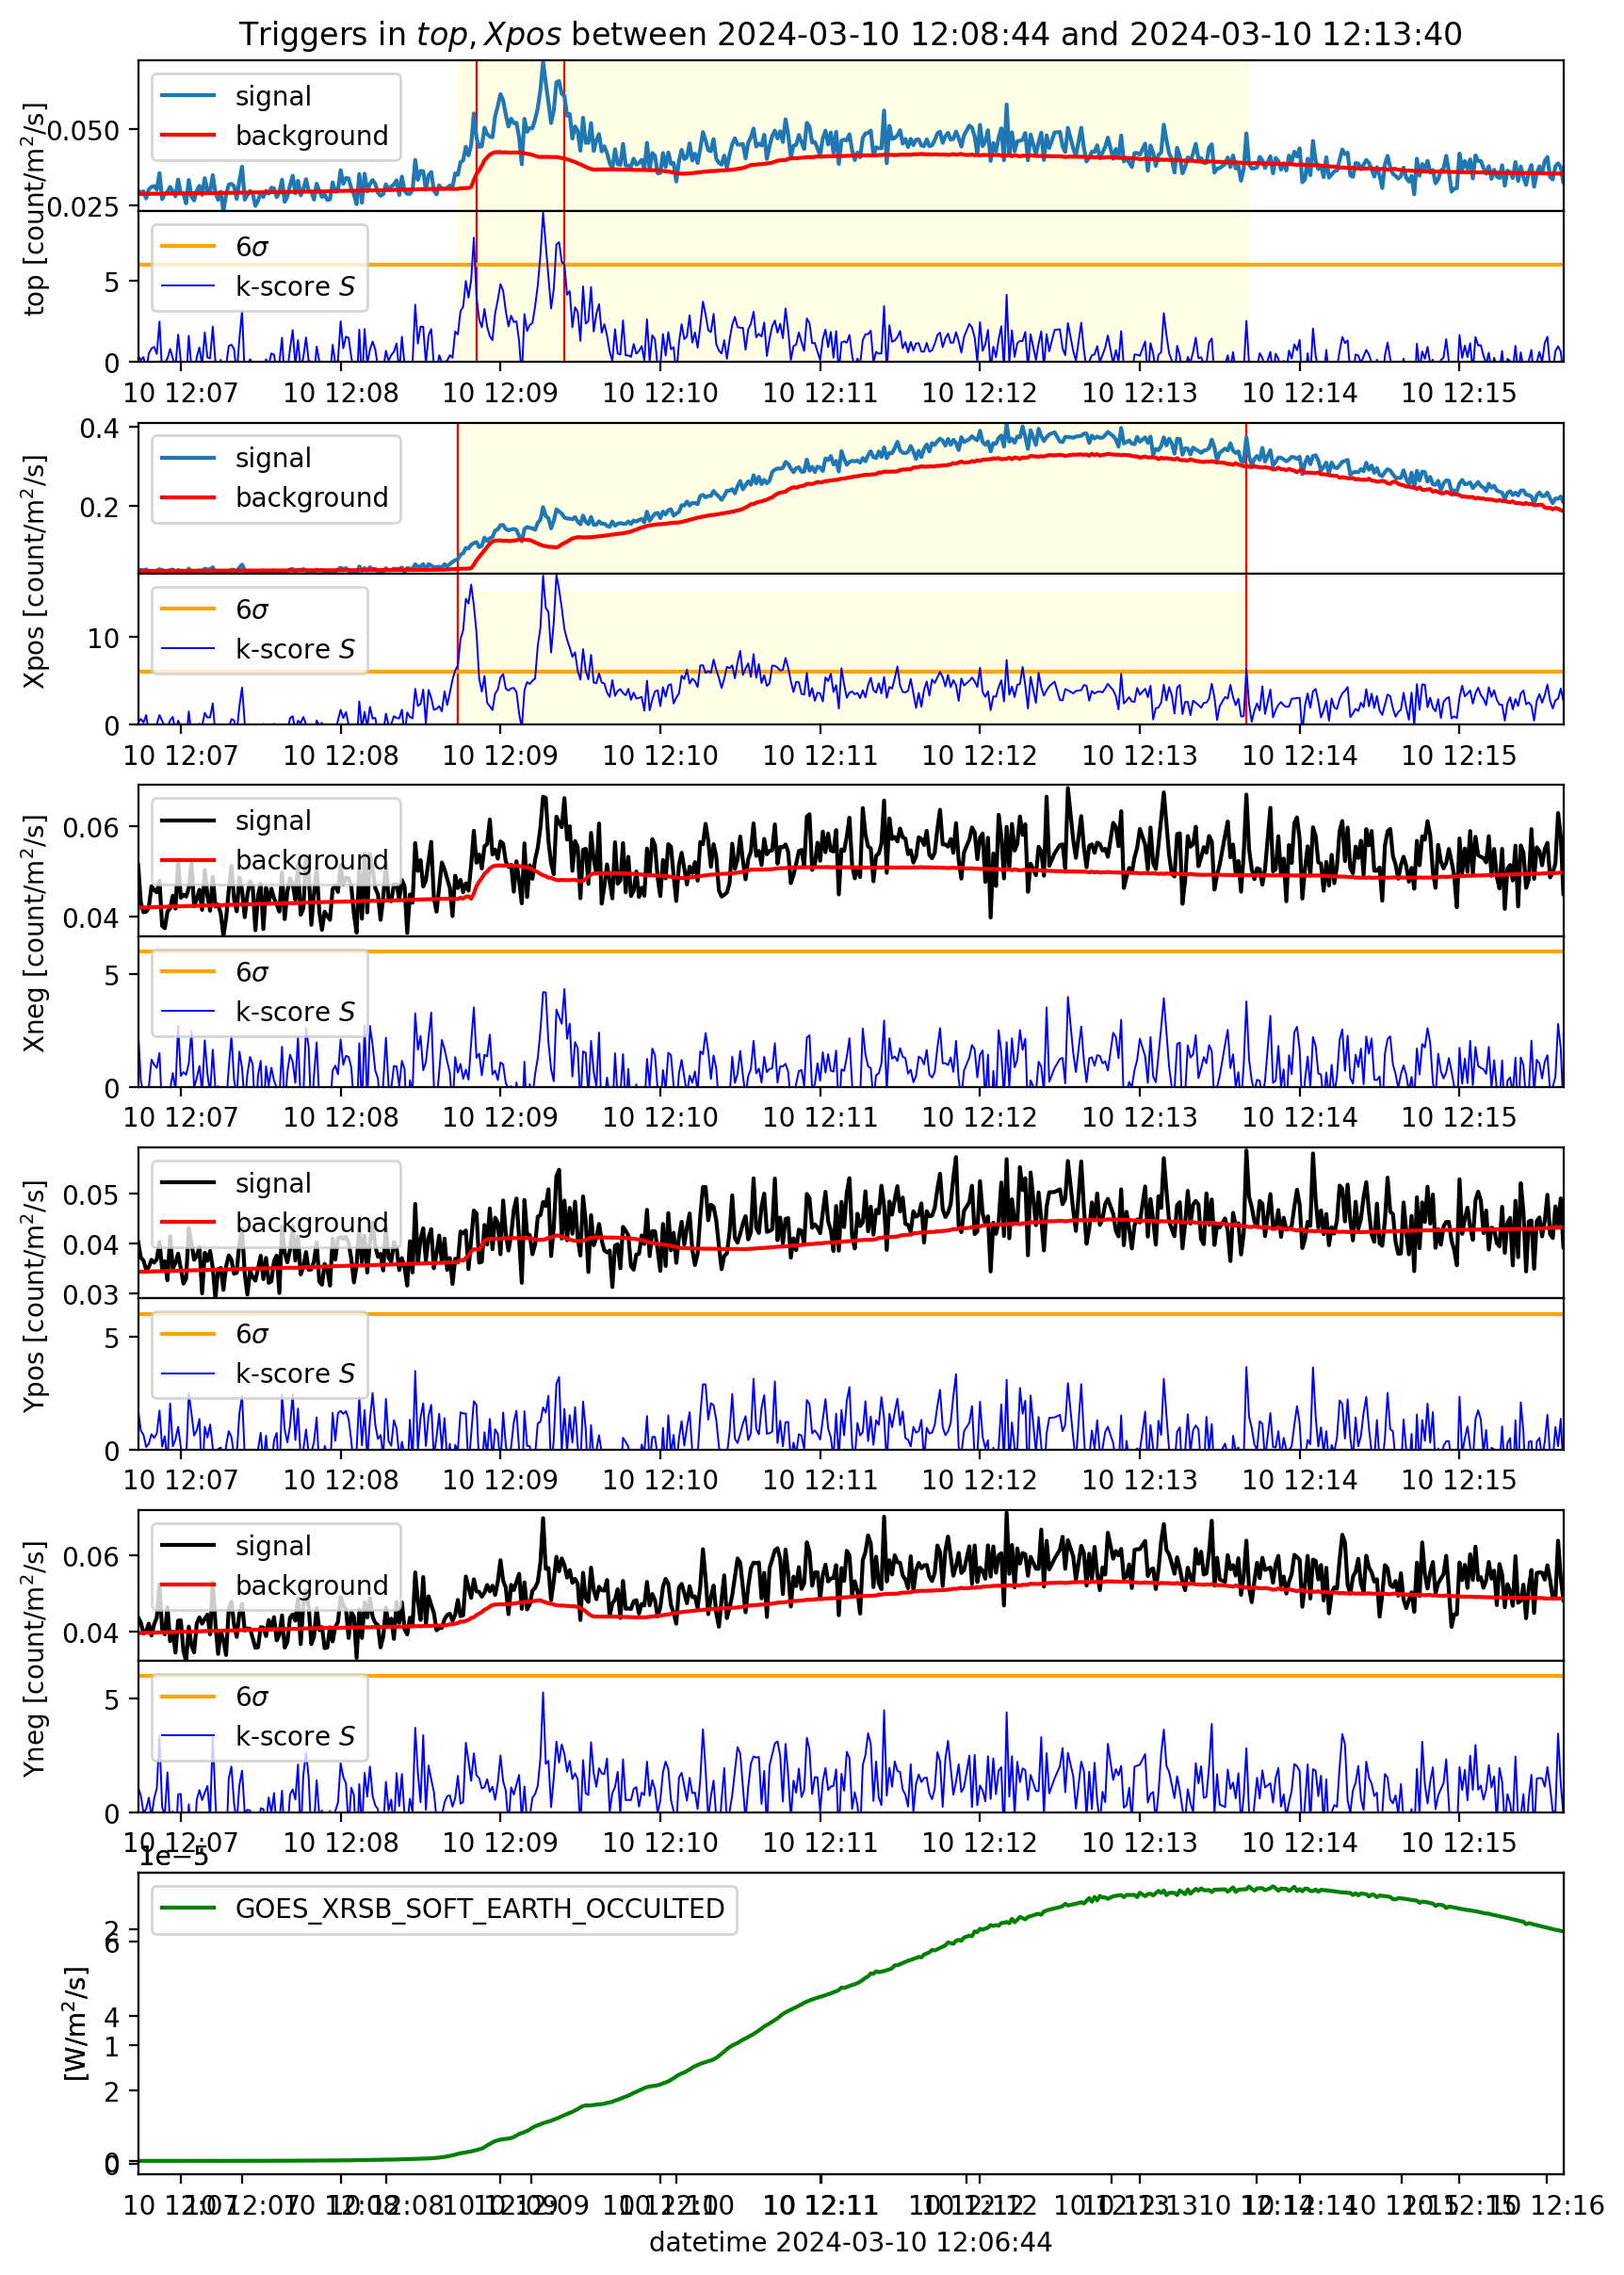 Triggers in top, Xpos between 2024-03-10 12:08:44 and 2024-03-10 12:13:40
top [count/m²/s]
0.050
0.025
signal
background
5
0
6σ
k-score S
10 12:07 10 12:08 10 12:09 10 12:10 10 12:11 10 12:12 10 12:13 10 12:14 10 12:15
Xpos [count/m²/s]
0.4
0.2
signal
background
10
0
6σ
k-score S
10 12:07 10 12:08 10 12:09 10 12:10 10 12:11 10 12:12 10 12:13 10 12:14 10 12:15
Xneg [count/m²/s]
0.06
0.04
signal
background
5
0
6σ
k-score S
10 12:07 10 12:08 10 12:09 10 12:10 10 12:11 10 12:12 10 12:13 10 12:14 10 12:15
Ypos [count/m²/s]
0.05
0.04
0.03
signal
background
5
0
6σ
k-score S
10 12:07 10 12:08 10 12:09 10 12:10 10 12:11 10 12:12 10 12:13 10 12:14 10 12:15
Yneg [count/m²/s]
0.06
0.04
signal
background
5
0
6σ
k-score S
10 12:07 10 12:08 10 12:09 10 12:10 10 12:11 10 12:12 10 12:13 10 12:14 10 12:15
1e−5
GOES_XRSB_SOFT_EARTH_OCCULTED
[W/m²/s]
2
6
4
1
2
0
10 12:11
12:16
datetime 2024-03-10 12:06:44